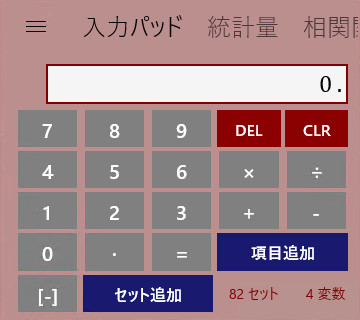 入力パッド 統計量 相関関
0.
7 8 9 DEL CLR
4 5 6 × ÷
1 2 3 + -
0 · = 項目追加
[-] セット追加 82 セット 4 変数